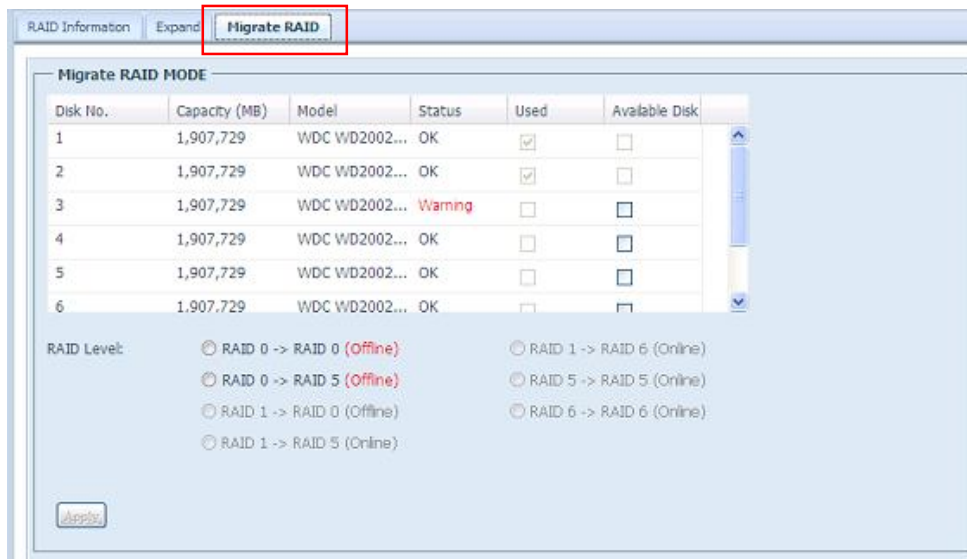 RAID Information Expand Migrate RAID
Migrate RAID MODE
Disk No. Capacity (MB) Model Status Used Available Disk
1 1,907,729 WDC WD2002... OK
2 1,907,729 WDC WD2002... OK
3 1,907,729 WDC WD2002... Warning
4 1,907,729 WDC WD2002... OK
5 1,907,729 WDC WD2002... OK
6 1,907,729 WDC WD2002... OK
RAID Level: RAID 0 -> RAID 0 (Offline) RAID 1 -> RAID 6 (Online)
RAID 0 -> RAID 5 (Offline) RAID 5 -> RAID 5 (Online)
RAID 1 -> RAID 0 (Offline) RAID 6 -> RAID 6 (Online)
RAID 1 -> RAID 5 (Online)
Apply